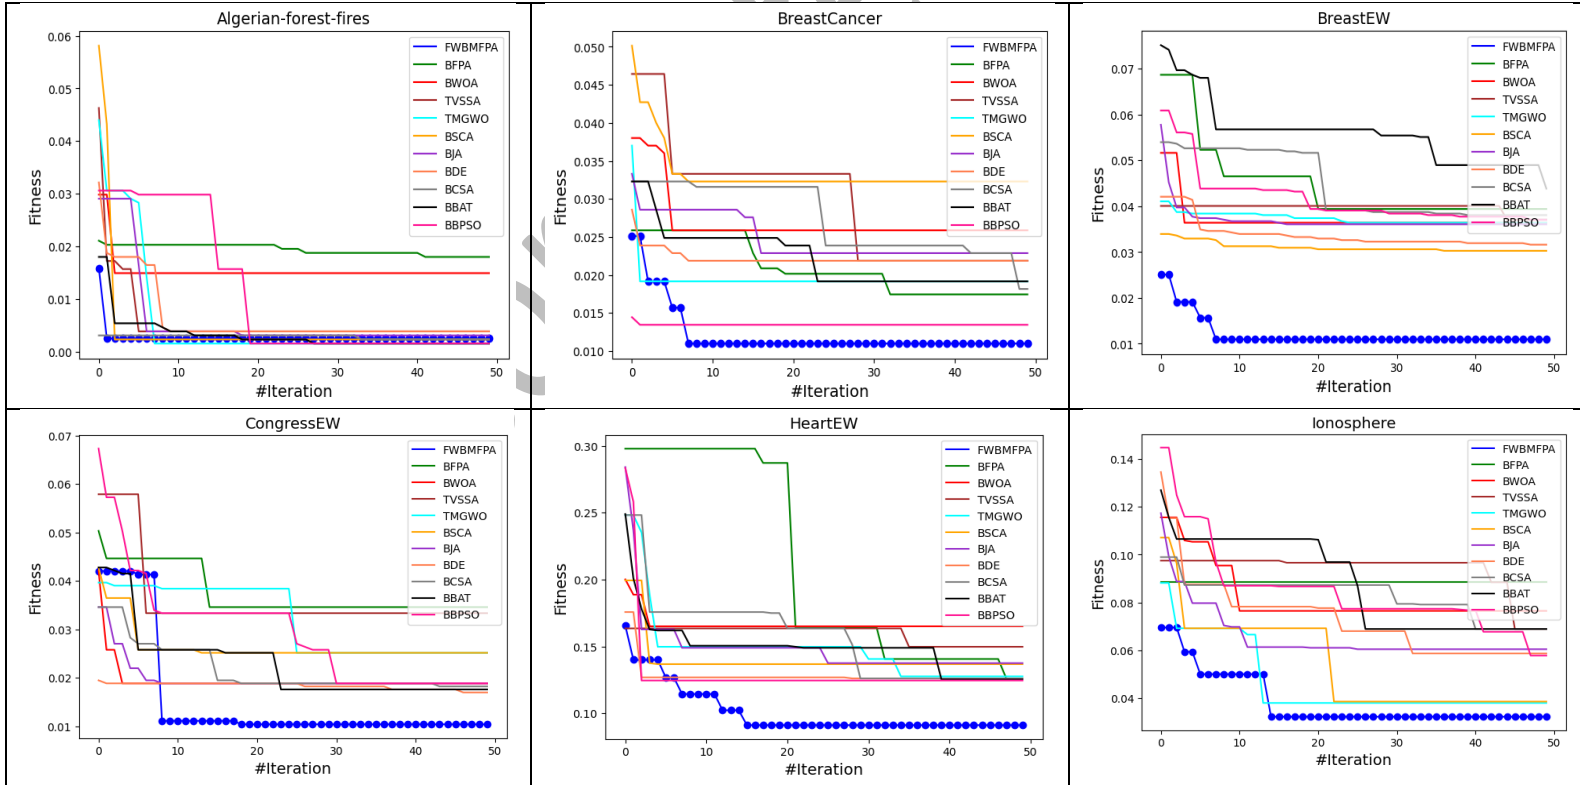 Algerian-forest-fires
Fitness
0.06
0.05
0.04
0.03
0.02
0.01
0.00
0
10
20
30
40
50
#Iteration
FWBMFPA
BFPA
BWOA
TVSSA
TMGWO
BSCA
BJA
BDE
BCSA
BBAT
BBPSO
BreastCancer
Fitness
0.050
0.045
0.040
0.035
0.030
0.025
0.020
0.015
0.010
0
10
20
30
40
50
#Iteration
FWBMFPA
BFPA
BWOA
TVSSA
TMGWO
BSCA
BJA
BDE
BCSA
BBAT
BBPSO
BreastEW
Fitness
0.07
0.06
0.05
0.04
0.03
0.02
0.01
0
10
20
30
40
50
#Iteration
FWBMFPA
BFPA
BWOA
TVSSA
TMGWO
BSCA
BJA
BDE
BCSA
BBAT
BBPSO
CongressEW
Fitness
0.07
0.06
0.05
0.04
0.03
0.02
0.01
0
10
20
30
40
50
#Iteration
FWBMFPA
BFPA
BWOA
TVSSA
TMGWO
BSCA
BJA
BDE
BCSA
BBAT
BBPSO
HeartEW
Fitness
0.30
0.25
0.20
0.15
0.10
0
10
20
30
40
50
#Iteration
FWBMFPA
BFPA
BWOA
TVSSA
TMGWO
BSCA
BJA
BDE
BCSA
BBAT
BBPSO
Ionosphere
Fitness
0.14
0.12
0.10
0.08
0.06
0.04
0
10
20
30
40
50
#Iteration
FWBMFPA
BFPA
BWOA
TVSSA
TMGWO
BSCA
BJA
BDE
BCSA
BBAT
BBPSO